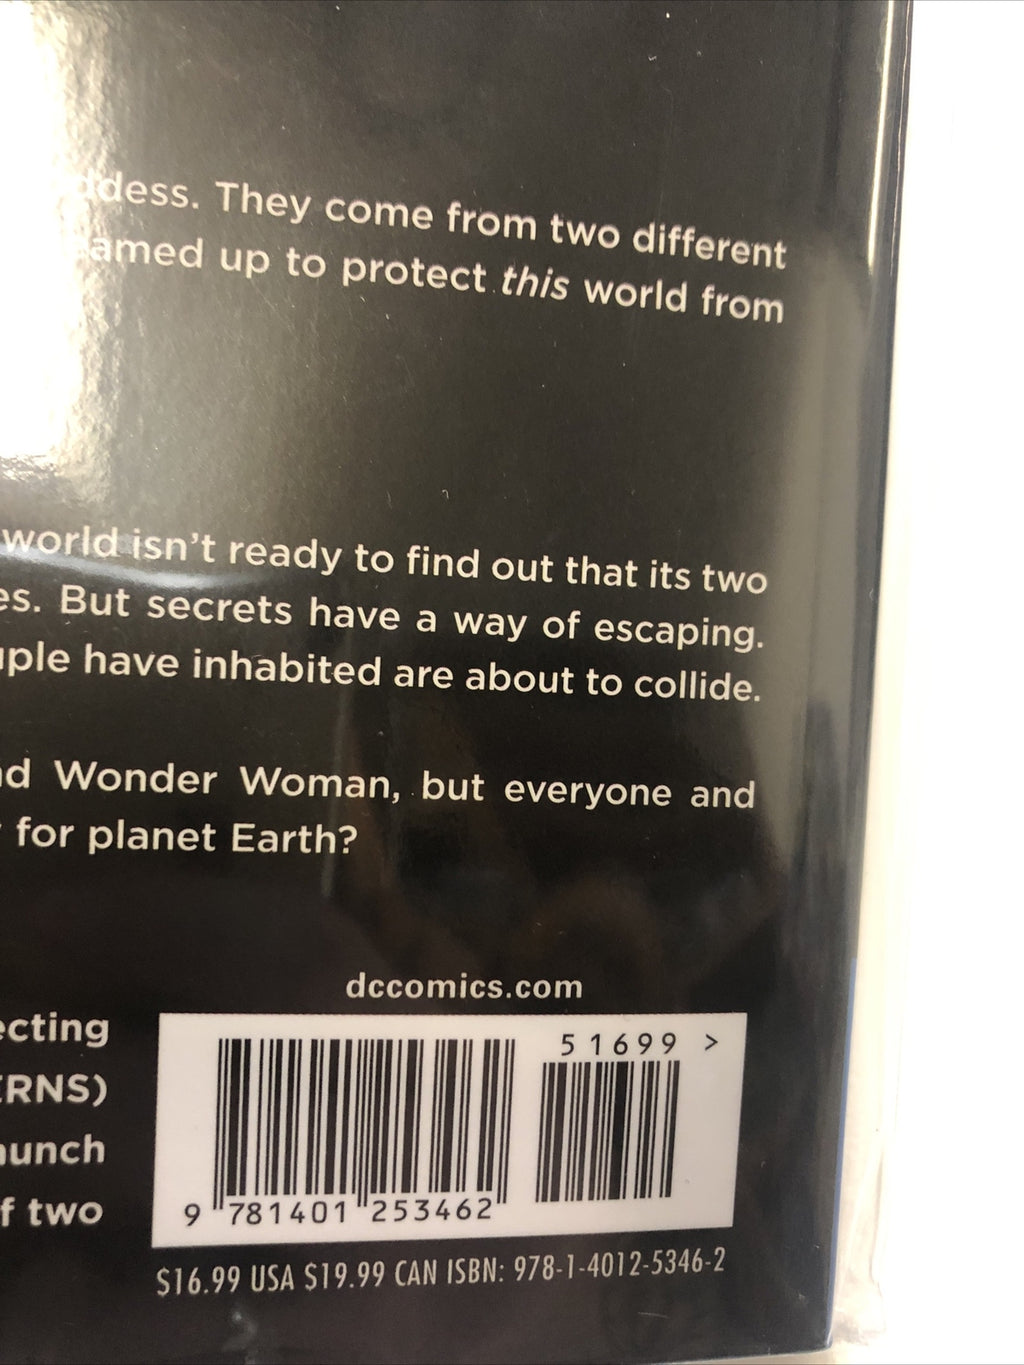 ddess. They come from two different
amed up to protect this world from
world isn't ready to find out that its two
es. But secrets have a way of escaping.
ple have inhabited are about to collide.
d Wonder Woman, but everyone and
for planet Earth?
dccomics.com
ecting
ERNS)
unch
f two
51699 >
9 781401 253462
$16.99 USA $19.99 CAN ISBN: 978-1-4012-5346-2